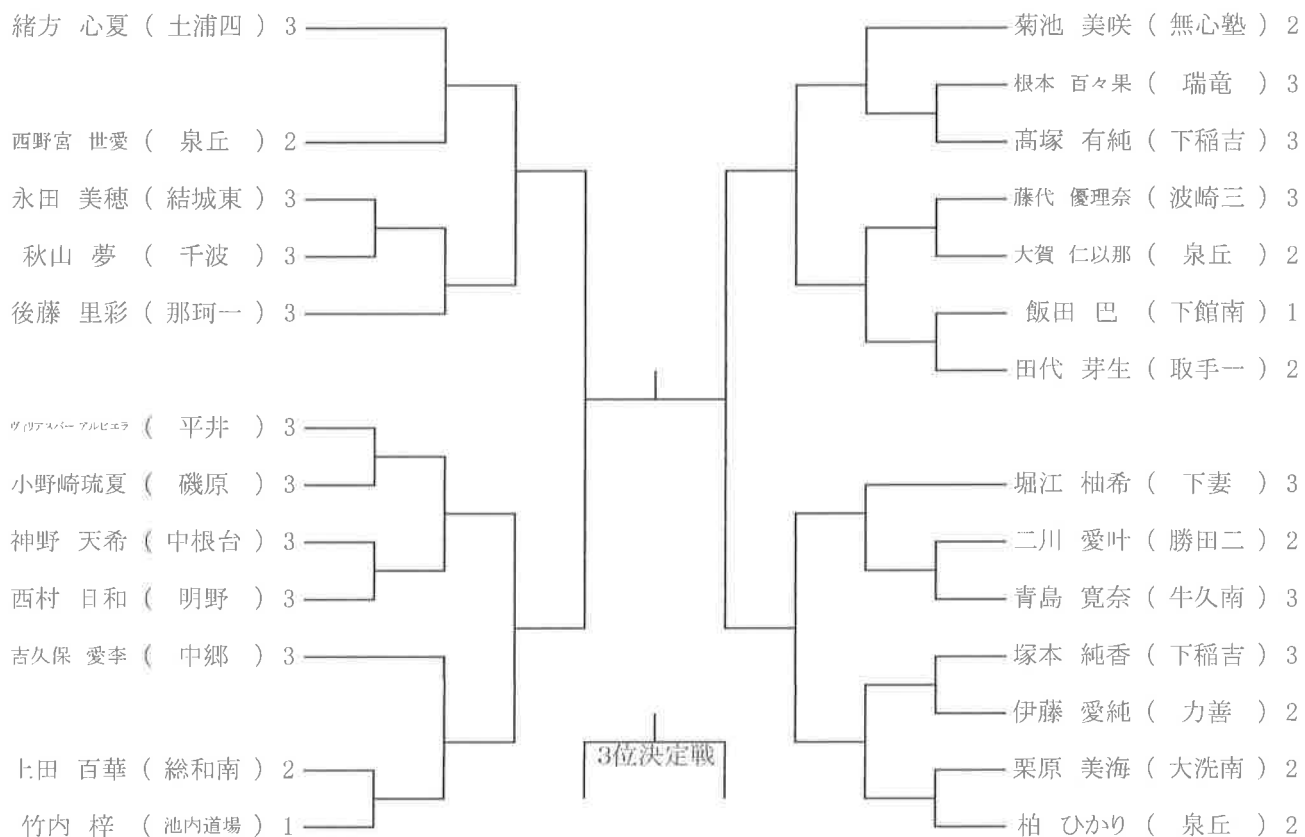 緒方 心夏 ( 土浦四 ) 3
西野宮 世愛 ( 泉丘 ) 2
永田 美穂 ( 結城東 ) 3
秋山 夢 ( 千波 ) 3
後藤 里彩 ( 那珂一 ) 3
ヴィリアスバー アルビエラ ( 平井 ) 3
小野崎琉夏 ( 磯原 ) 3
神野 天希 ( 中根台 ) 3
西村 日和 ( 明野 ) 3
吉久保 愛李 ( 中郷 ) 3
上田 百華 ( 総和南 ) 2
竹内 梓 ( 池内道場 ) 1
3位決定戦
菊池 美咲 ( 無心塾 ) 2
根本 百々果 ( 瑞竜 ) 3
髙塚 有純 ( 下稲吉 ) 3
藤代 優理奈 ( 波崎三 ) 3
大賀 仁以那 ( 泉丘 ) 2
飯田 巴 ( 下館南 ) 1
田代 芽生 ( 取手一 ) 2
堀江 柚希 ( 下妻 ) 3
二川 愛叶 ( 勝田二 ) 2
青島 寛奈 ( 牛久南 ) 3
塚本 純香 ( 下稲吉 ) 3
伊藤 愛純 ( 力善 ) 2
栗原 美海 ( 大洗南 ) 2
柏 ひかり ( 泉丘 ) 2